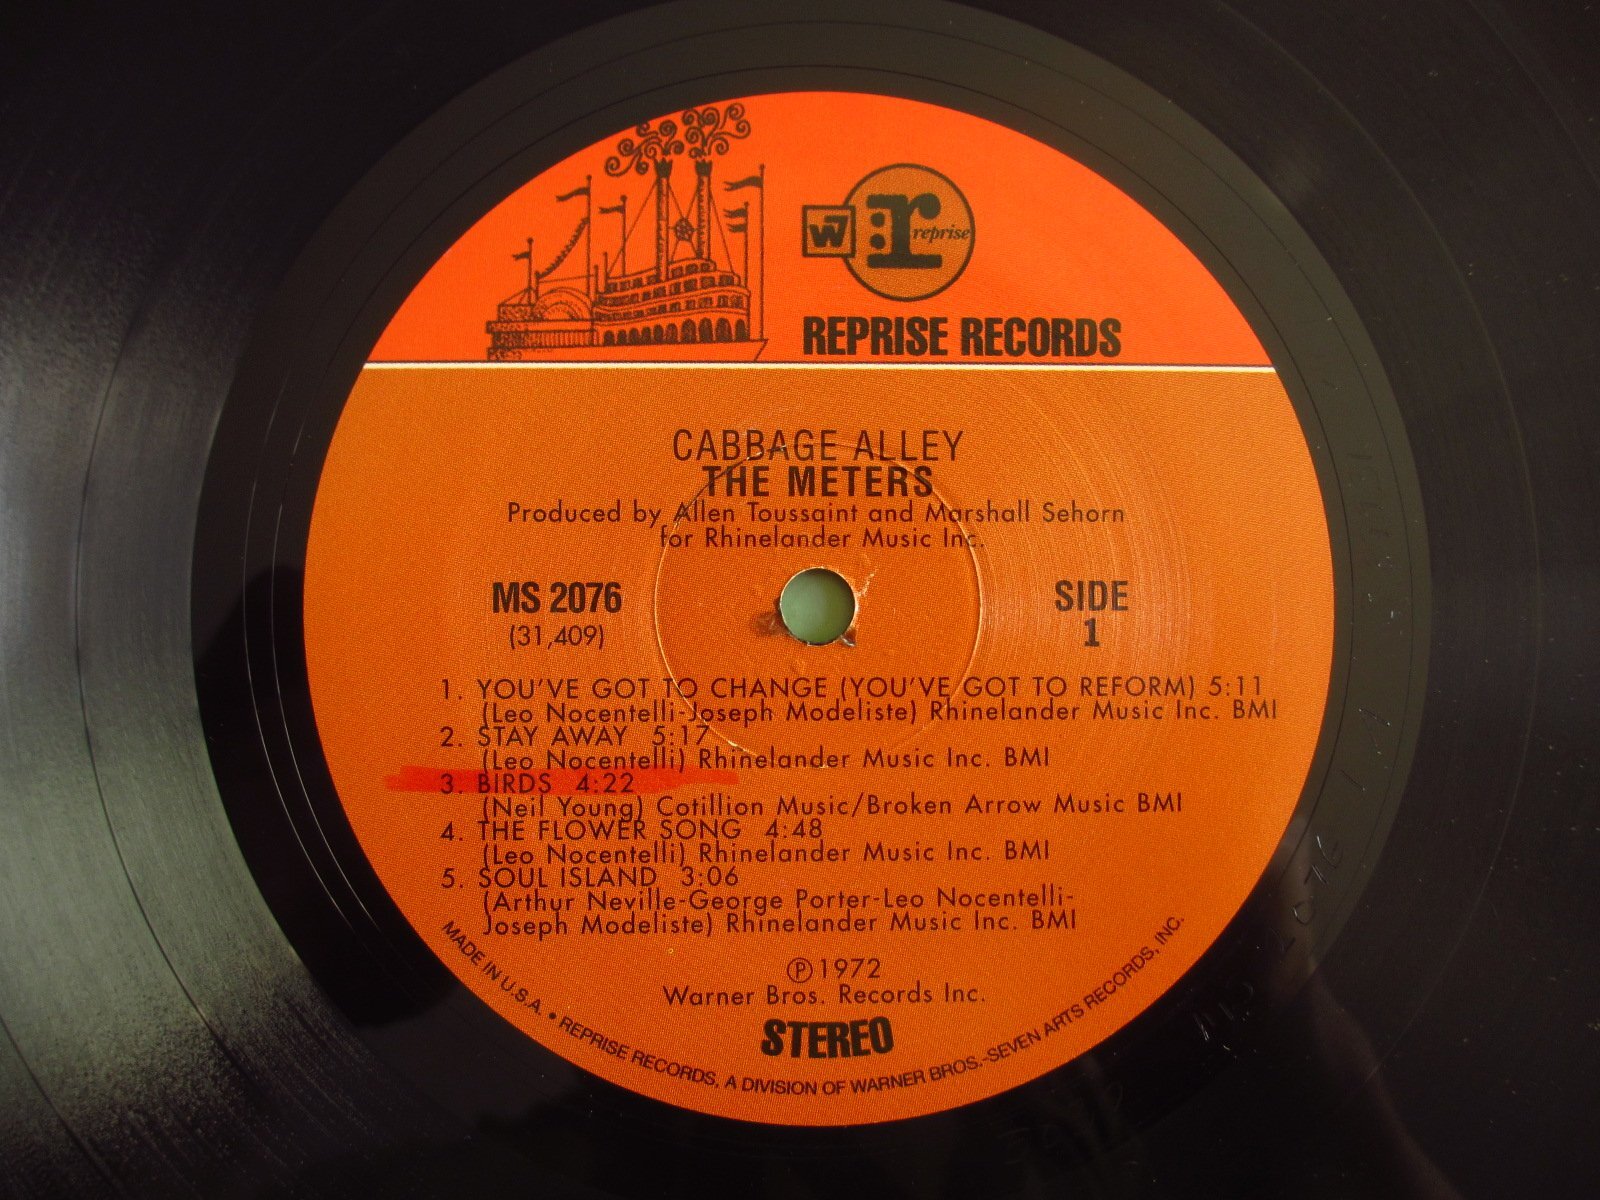 W7
r: reprise
REPRISE RECORDS
CABBAGE ALLEY
THE METERS
Produced by Allen Toussaint and Marshall Sehorn
for Rhinelander Music Inc.
MS 2076
(31,409)
SIDE
1
1. YOU'VE GOT TO CHANGE (YOU'VE GOT TO REFORM) 5:11
(Leo Nocentelli-Joseph Modeliste) Rhinelander Music Inc. BMI
2. STAY AWAY 5:17
(Leo Nocentelli) Rhinelander Music Inc. BMI
3. BIRDS 4:22
(Neil Young) Cotillion Music/Broken Arrow Music BMI
4. THE FLOWER SONG 4:48
(Leo Nocentelli) Rhinelander Music Inc. BMI
5. SOUL ISLAND 3:06
(Arthur Neville-George Porter-Leo Nocentelli-
Joseph Modeliste) Rhinelander Music Inc. BMI
℗1972
Warner Bros. Records Inc.
STEREO
MADE IN U.S.A. • REPRISE RECORDS, A DIVISION OF WARNER BROS.-SEVEN ARTS RECORDS, INC.